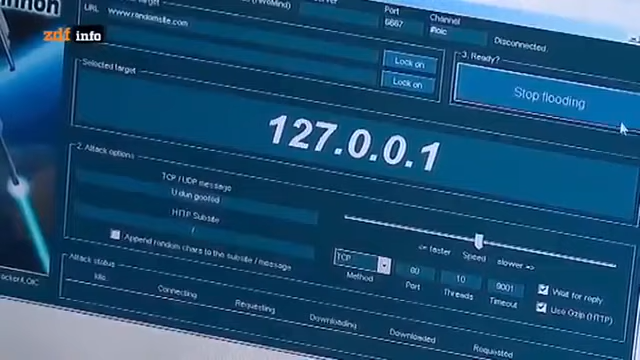 nnon
zdf info
URL www.randomsite.com
Port
6667
Channel
#loic
Disconnected.
Lock on
Lock on
3. Ready?
Stop flooding
Selected target
127.0.0.1
2. Attack options
TCP / UDP message
U dun goofed
HTTP Subsite
/
Append random chars to the subsite / message
<= faster Speed slower =>
TCP
Method
80
Port
10
Threads
9001
Timeout
Wait for reply
Use Gzip (HTTP)
Attack status
Idle
Connecting
Requesting
Downloading
Downloaded
Requested